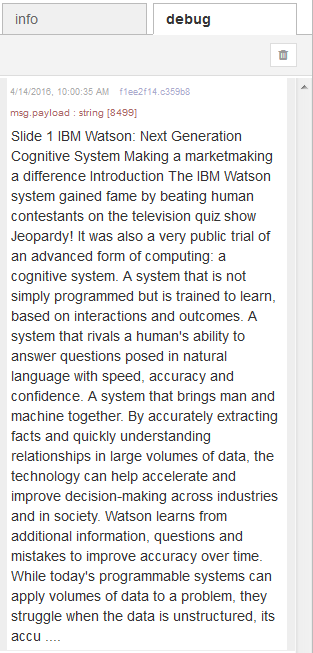 info
debug
4/14/2016, 10:00:35 AM f1ee2f14.c359b8
msg.payload : string [8499]
Slide 1 IBM Watson: Next Generation
Cognitive System Making a marketmaking
a difference Introduction The IBM Watson
system gained fame by beating human
contestants on the television quiz show
Jeopardy! It was also a very public trial of
an advanced form of computing: a
cognitive system. A system that is not
simply programmed but is trained to learn,
based on interactions and outcomes. A
system that rivals a human's ability to
answer questions posed in natural
language with speed, accuracy and
confidence. A system that brings man and
machine together. By accurately extracting
facts and quickly understanding
relationships in large volumes of data, the
technology can help accelerate and
improve decision-making across industries
and in society. Watson learns from
additional information, questions and
mistakes to improve accuracy over time.
While today's programmable systems can
apply volumes of data to a problem, they
struggle when the data is unstructured, its
accu ....